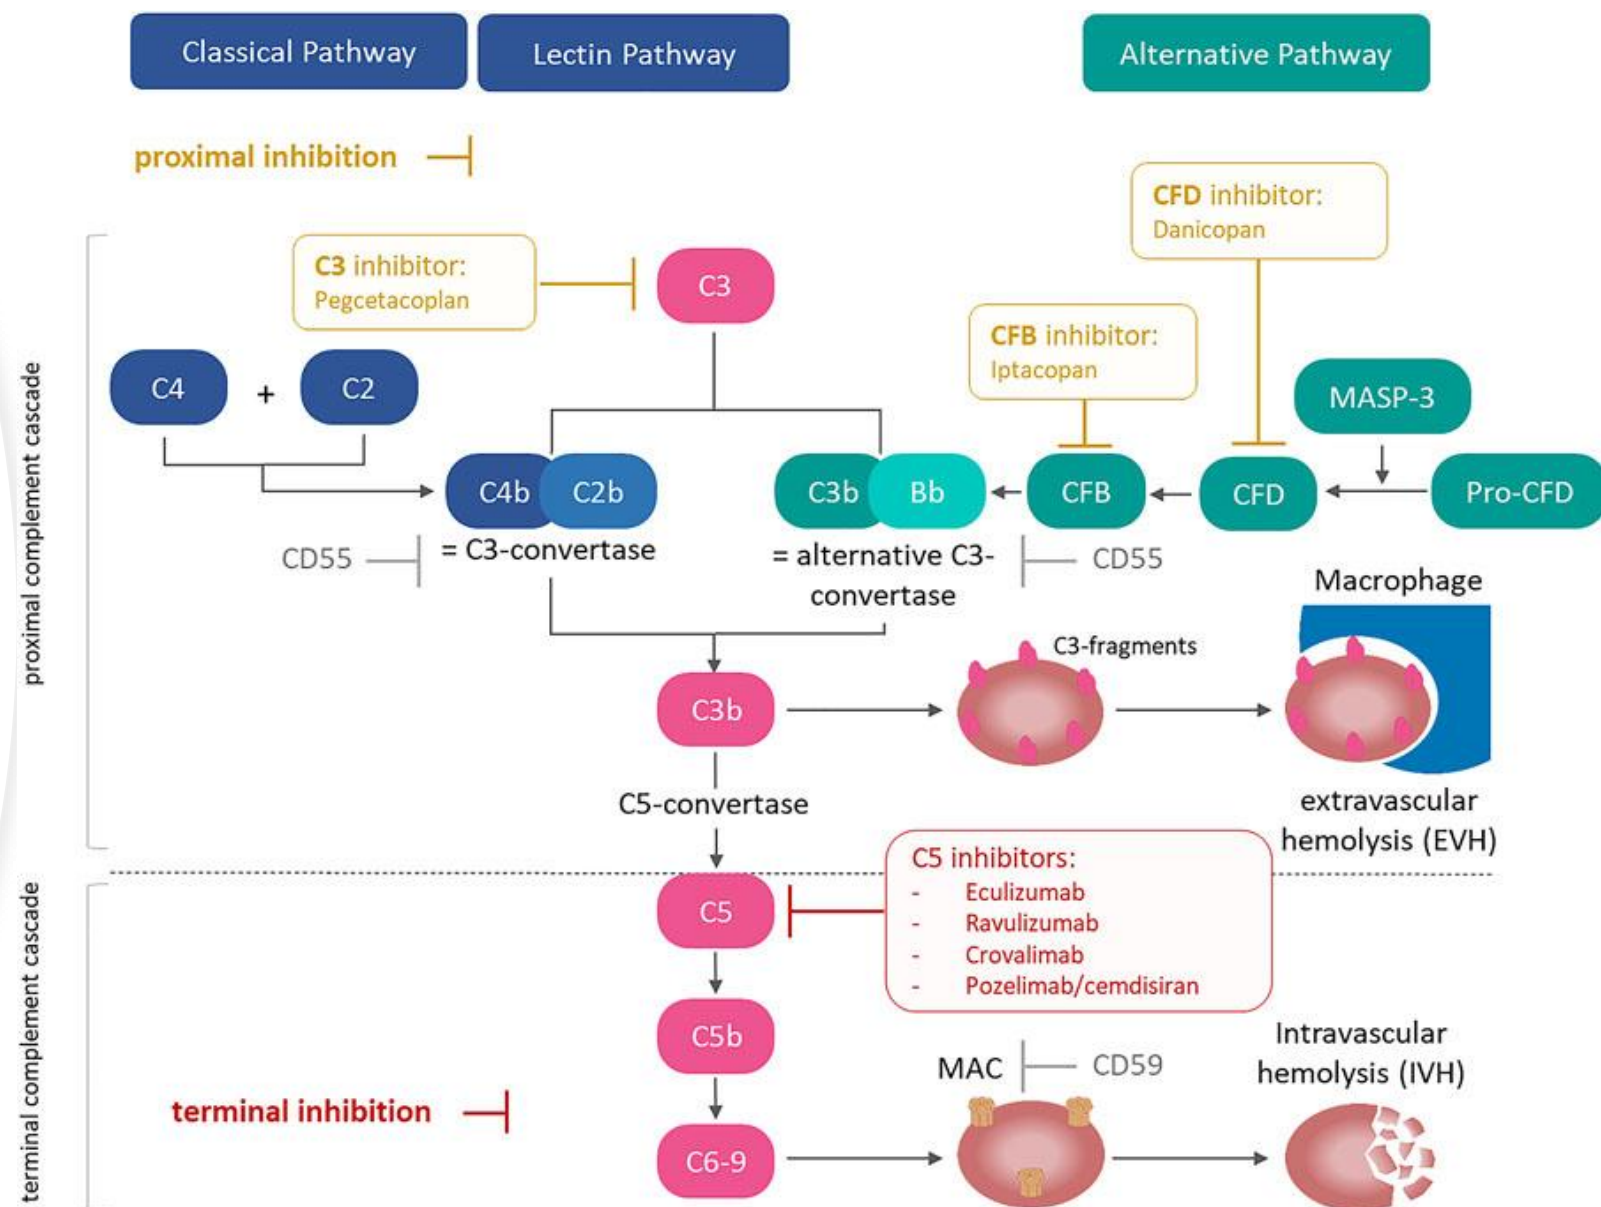 Classical Pathway
Lectin Pathway
Alternative Pathway
proximal inhibition
CFD inhibitor:
Danicopan
C3 inhibitor:
Pegcetacoplan
C3
CFB inhibitor:
Iptacopan
MASP-3
C4
+
C2
C4b
C2b
C3b
Bb
CFB
CFD
Pro-CFD
CD55
= C3-convertase
= alternative C3-
convertase
CD55
Macrophage
C3-fragments
C3b
extravascular
hemolysis (EVH)
C5-convertase
proximal complement cascade
C5 inhibitors:
- Eculizumab
- Ravulizumab
- Crovalimab
- Pozelimab/cemdisiran
C5
C5b
MAC
CD59
Intravascular
hemolysis (IVH)
terminal inhibition
C6-9
terminal complement cascade